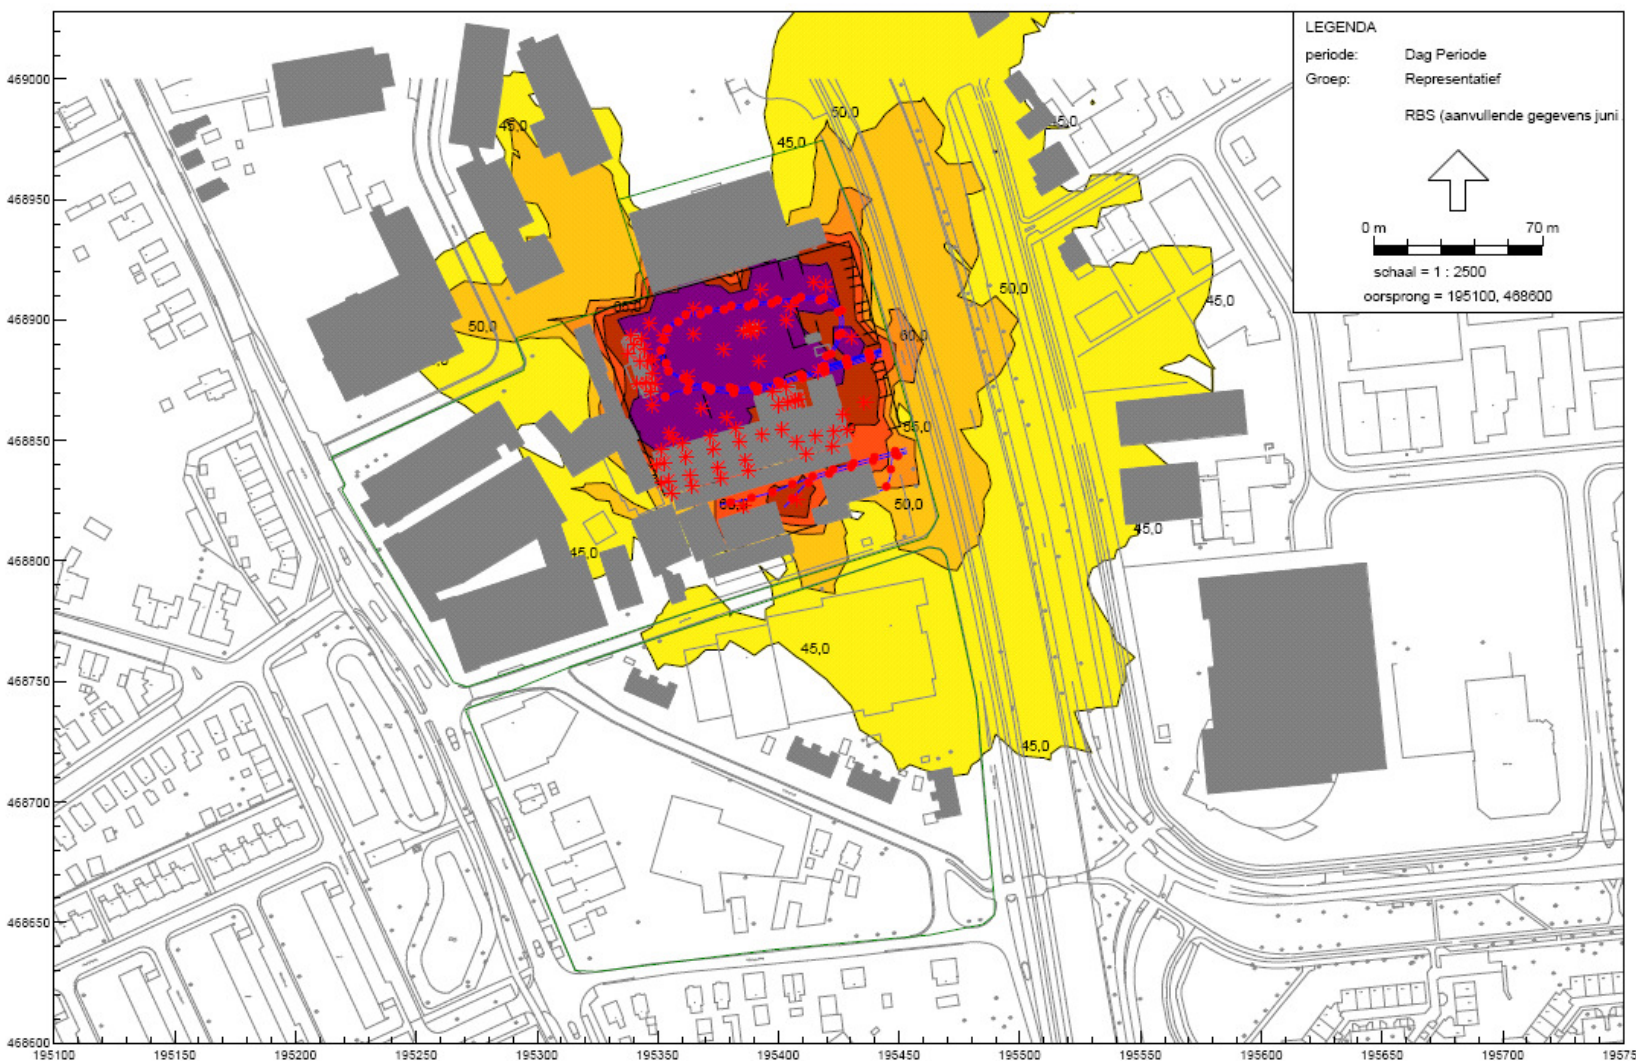 LEGENDA
periode: Dag Periode
Groep: Representatief
RBS (aanvullende gegevens juni
0 m 70 m
schaal = 1 : 2500
oorsprong = 195100, 468600
469000
468950
468900
468850
468800
468750
468700
468650
468600
45,0
50,0
45,0
45,0
50,0
45,0
50,0
60,0
55,0
50,0
45,0
45,0
45,0
45,0
195100 195150 195200 195250 195300 195350 195400 195450 195500 195550 195600 195650 195700 19575